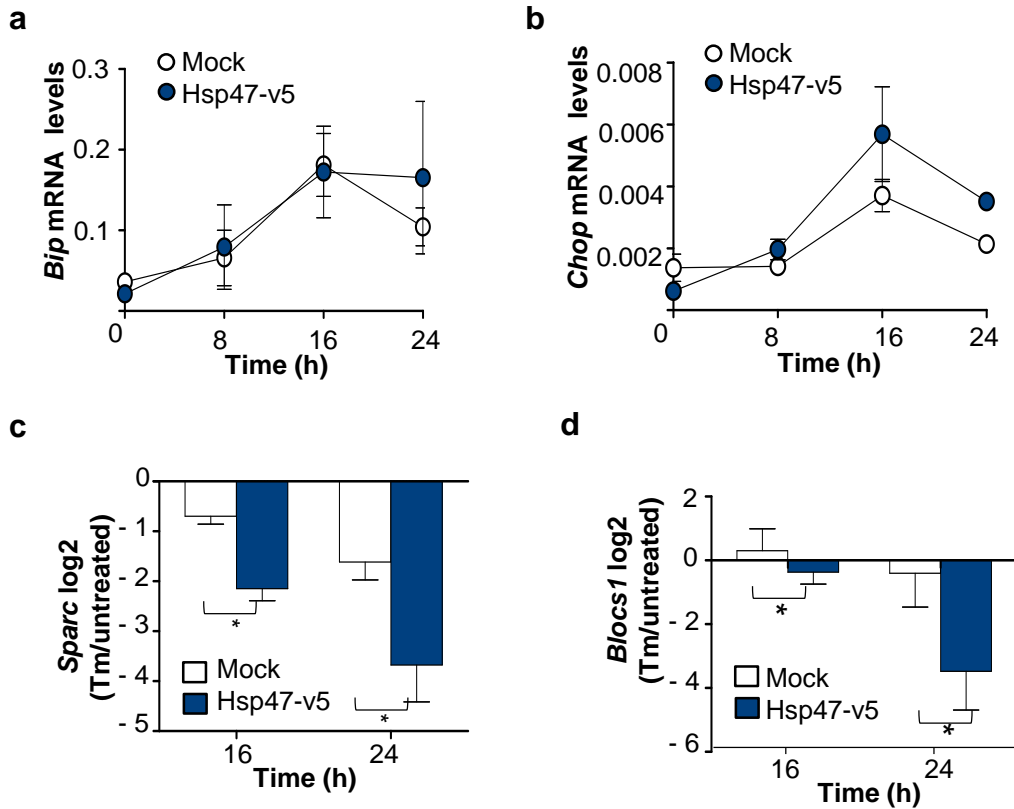 a
Mock
Hsp47-v5
Bip mRNA levels
0.3
0.2
0.1
0
8
16
24
Time (h)
b
Mock
Hsp47-v5
Chop mRNA levels
0.008
0.006
0.004
0.002
0
8
16
24
Time (h)
c
Sparc log2
(Tm/untreated)
0
- 1
- 2
- 3
- 4
- 5
*
*
Mock
Hsp47-v5
16
24
Time (h)
d
Blocs1 log2
(Tm/untreated)
2
0
- 2
- 4
- 6
*
*
Mock
Hsp47-v5
16
24
Time (h)